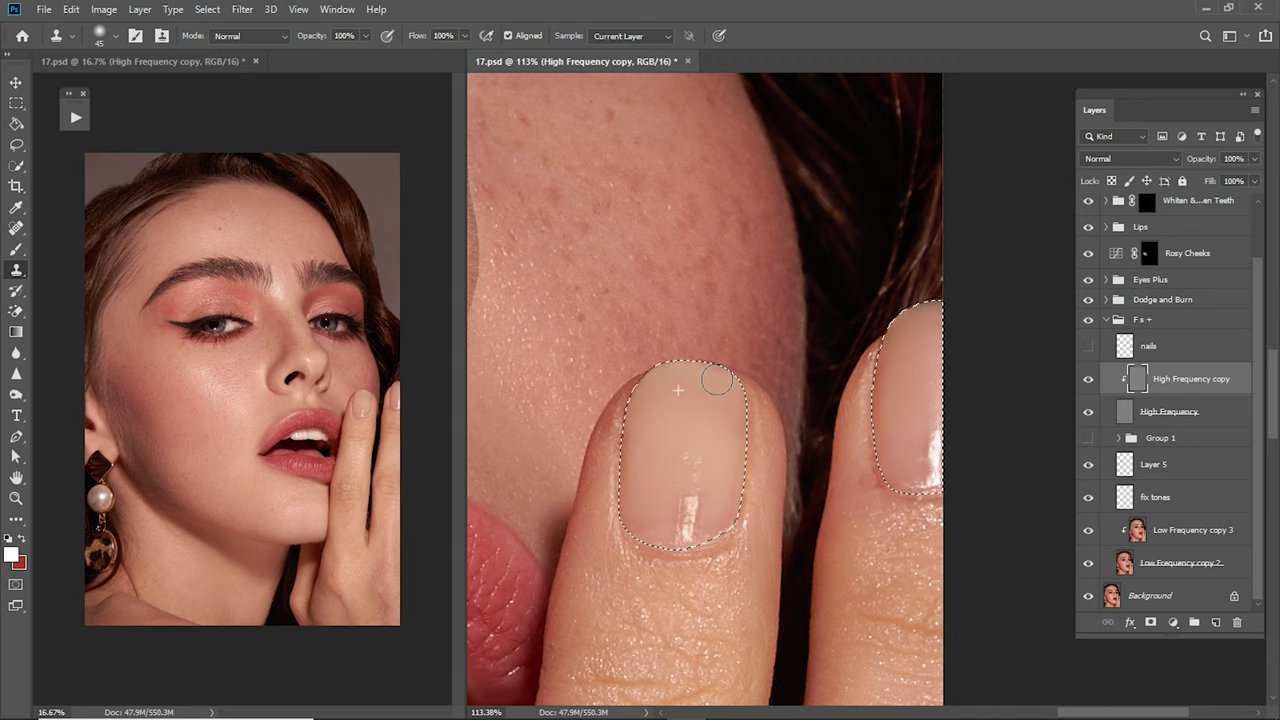 Ps File Edit Image Layer Type Select Filter 3D View Window Help
45 Mode: Normal Opacity: 100% Flow: 100% Aligned Sample: Current Layer
17.psd @ 16.7% (High Frequency copy, RGB/16) *
17.psd @ 113% (High Frequency copy, RGB/16) *
Layers
Kind
Normal Opacity: 100%
Lock: Fill: 100%
Whiten &...en Teeth
Lips
Rosy Cheeks
Eyes Plus
Dodge and Burn
F s +
nails
High Frequency copy
High Frequency
Group 1
Layer 5
fix tones
Low Frequency copy 3
Low Frequency copy 2
Background
fx
16.67% Doc: 47.9M/550.3M
113.38% Doc: 47.9M/550.3M